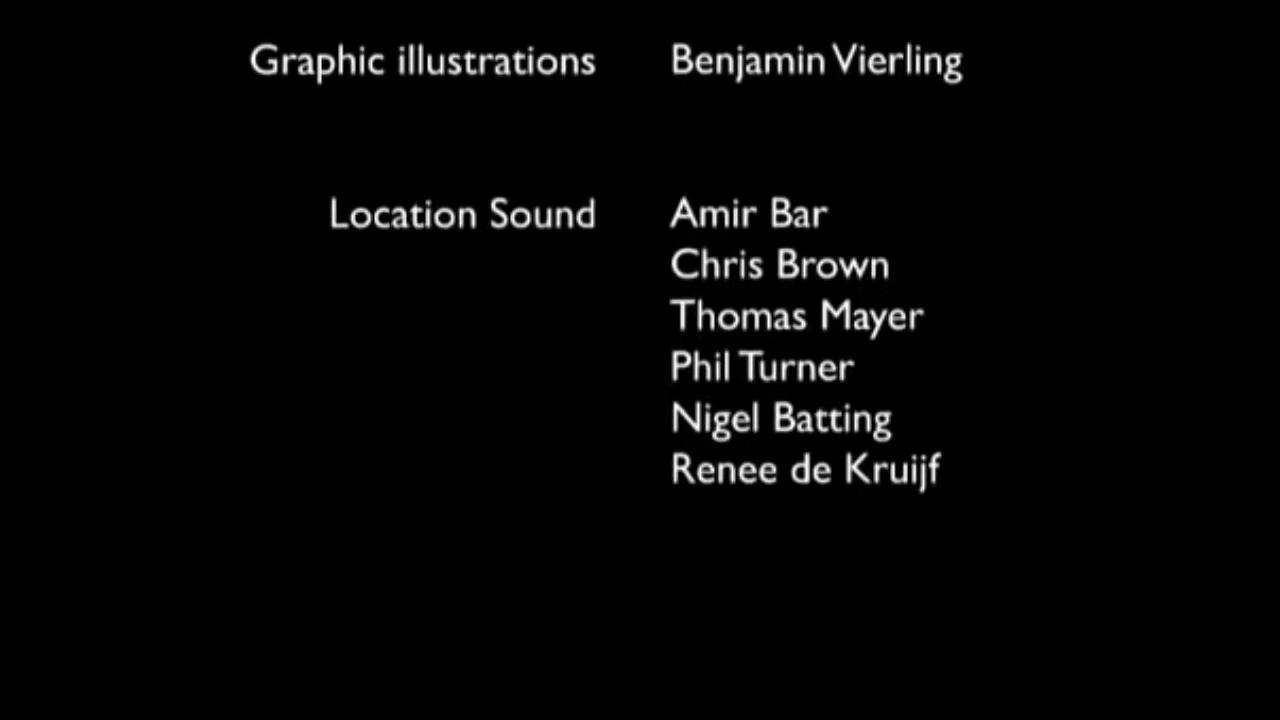 Graphic illustrations Benjamin Vierling
Location Sound Amir Bar
Chris Brown
Thomas Mayer
Phil Turner
Nigel Batting
Renee de Kruijf